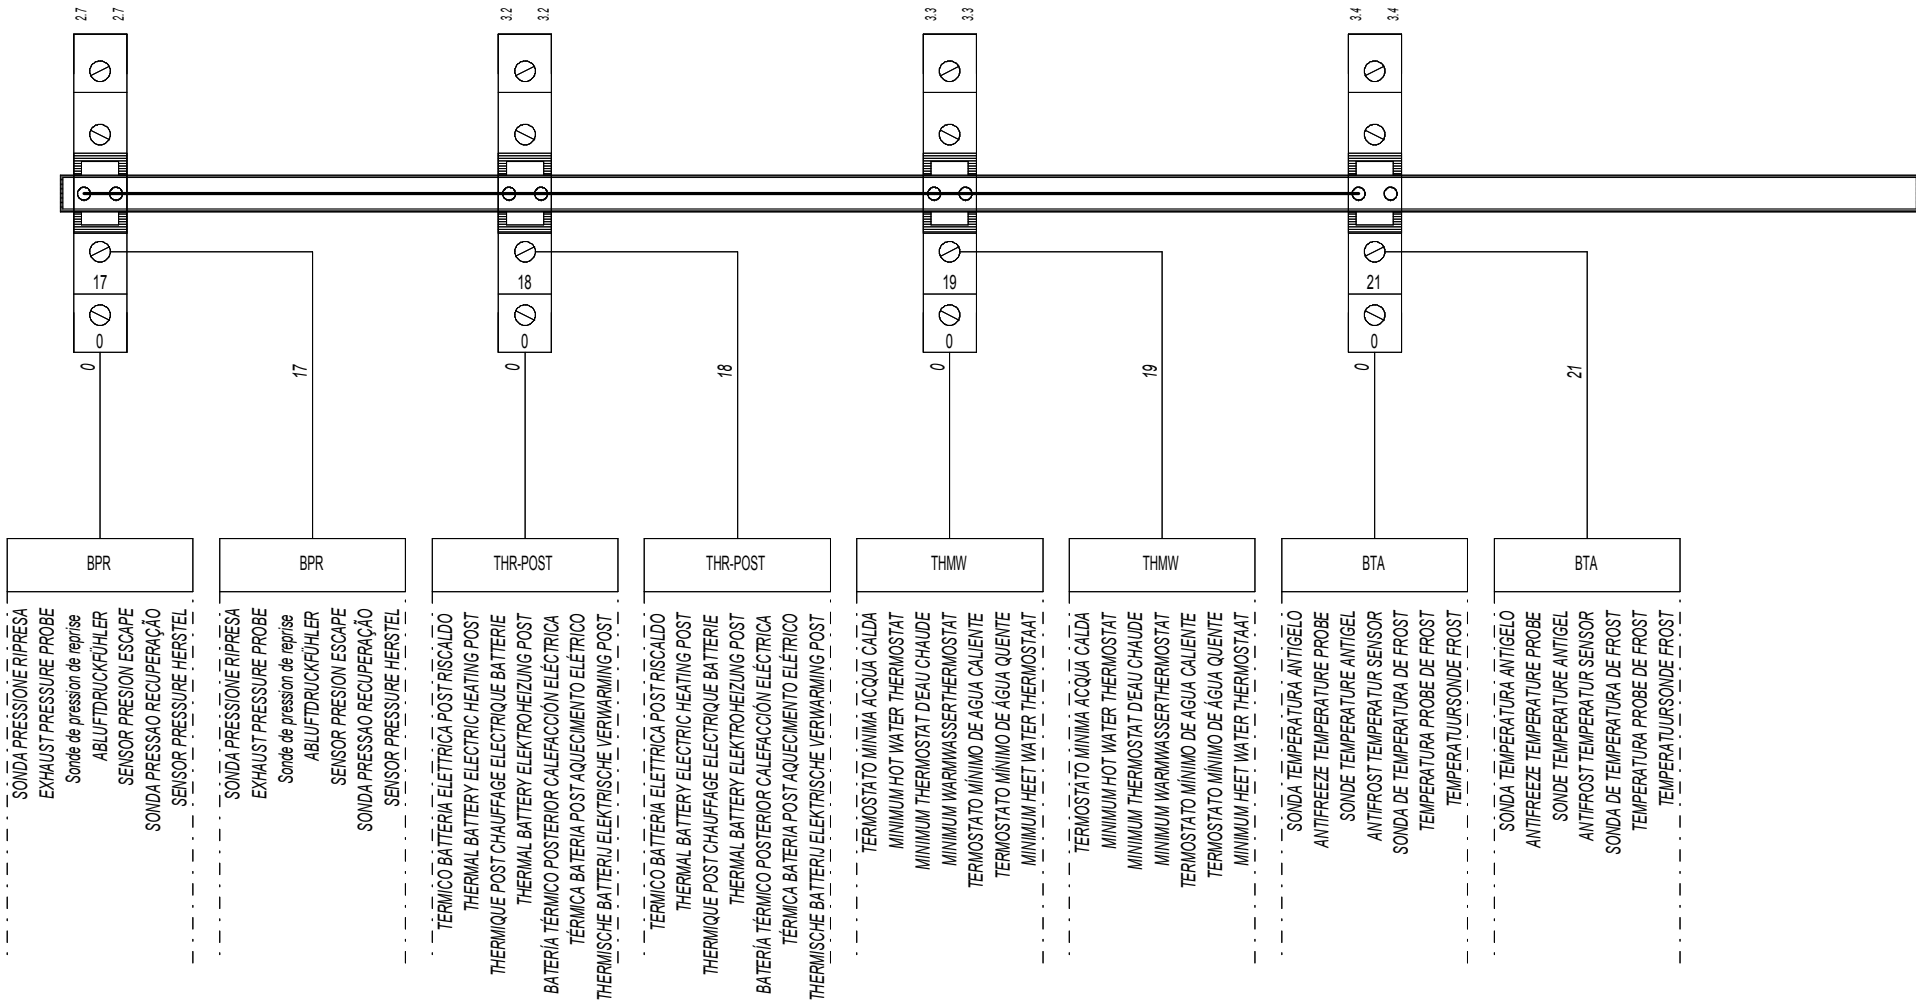 2.7
2.7
3.2
3.2
3.3
3.3
3.4
3.4
17
18
19
21
0
0
0
0
0
17
0
18
0
19
0
21
BPR
BPR
THR-POST
THR-POST
THMW
THMW
BTA
BTA
SONDA PRESSIONE RIPRESA
EXHAUST PRESSURE PROBE
Sonde de pression de reprise
ABLUFTDRUCKFÜHLER
SENSOR PRESION ESCAPE
SONDA PRESSAO RECUPERAÇÃO
SENSOR PRESSURE HERSTEL
SONDA PRESSIONE RIPRESA
EXHAUST PRESSURE PROBE
Sonde de pression de reprise
ABLUFTDRUCKFÜHLER
SENSOR PRESION ESCAPE
SONDA PRESSAO RECUPERAÇÃO
SENSOR PRESSURE HERSTEL
TERMICO BATTERIA ELETTRICA POST RISCALDO
THERMAL BATTERY ELECTRIC HEATING POST
THERMIQUE POST CHAUFFAGE ELECTRIQUE BATTERIE
THERMAL BATTERY ELEKTROHEIZUNG POST
BATERÍA TÉRMICO POSTERIOR CALEFACCIÓN ELÉCTRICA
TÉRMICA BATERIA POST AQUECIMENTO ELÉTRICO
THERMISCHE BATTERIJ ELEKTRISCHE VERWARMING POST
TERMICO BATTERIA ELETTRICA POST RISCALDO
THERMAL BATTERY ELECTRIC HEATING POST
THERMIQUE POST CHAUFFAGE ELECTRIQUE BATTERIE
THERMAL BATTERY ELEKTROHEIZUNG POST
BATERÍA TÉRMICO POSTERIOR CALEFACCIÓN ELÉCTRICA
TÉRMICA BATERIA POST AQUECIMENTO ELÉTRICO
THERMISCHE BATTERIJ ELEKTRISCHE VERWARMING POST
TERMOSTATO MINIMA ACQUA CALDA
MINIMUM HOT WATER THERMOSTAT
MINIMUM THERMOSTAT D'EAU CHAUDE
MINIMUM WARMWASSERTHERMOSTAT
TERMOSTATO MÍNIMO DE AGUA CALIENTE
TERMOSTATO MÍNIMO DE ÁGUA QUENTE
MINIMUM HEET WATER THERMOSTAAT
TERMOSTATO MINIMA ACQUA CALDA
MINIMUM HOT WATER THERMOSTAT
MINIMUM THERMOSTAT D'EAU CHAUDE
MINIMUM WARMWASSERTHERMOSTAT
TERMOSTATO MÍNIMO DE AGUA CALIENTE
TERMOSTATO MÍNIMO DE ÁGUA QUENTE
MINIMUM HEET WATER THERMOSTAAT
SONDA TEMPERATURA ANTIGELO
ANTIFREEZE TEMPERATURE PROBE
SONDE TEMPERATURE ANTIGEL
ANTIFROST TEMPERATUR SENSOR
SONDA DE TEMPERATURA DE FROST
TEMPERATURA PROBE DE FROST
TEMPERATUURSONDE FROST
SONDA TEMPERATURA ANTIGELO
ANTIFREEZE TEMPERATURE PROBE
SONDE TEMPERATURE ANTIGEL
ANTIFROST TEMPERATUR SENSOR
SONDA DE TEMPERATURA DE FROST
TEMPERATURA PROBE DE FROST
TEMPERATUURSONDE FROST